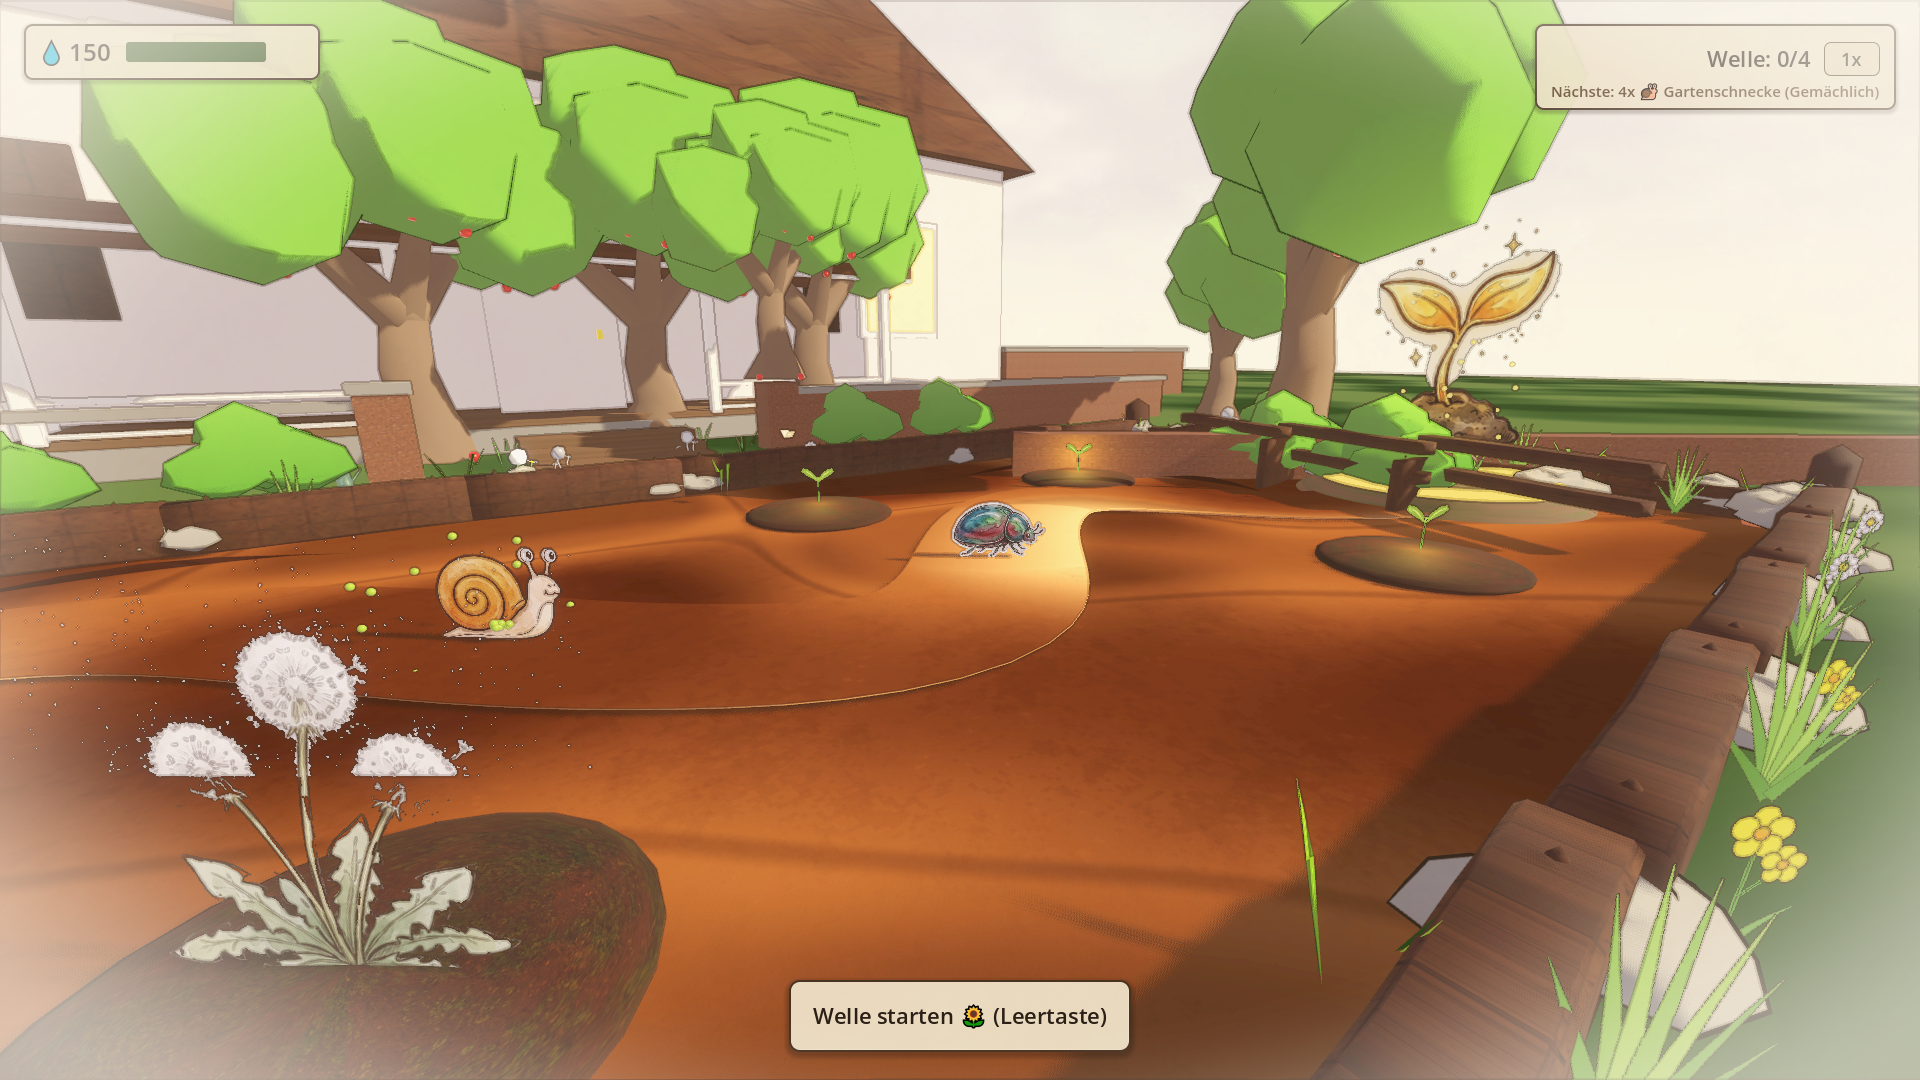 150
Welle: 0/4 1x
Nächste: 4x 🐌 Gartenschnecke (Gemächlich)
Welle starten 🌻 (Leertaste)